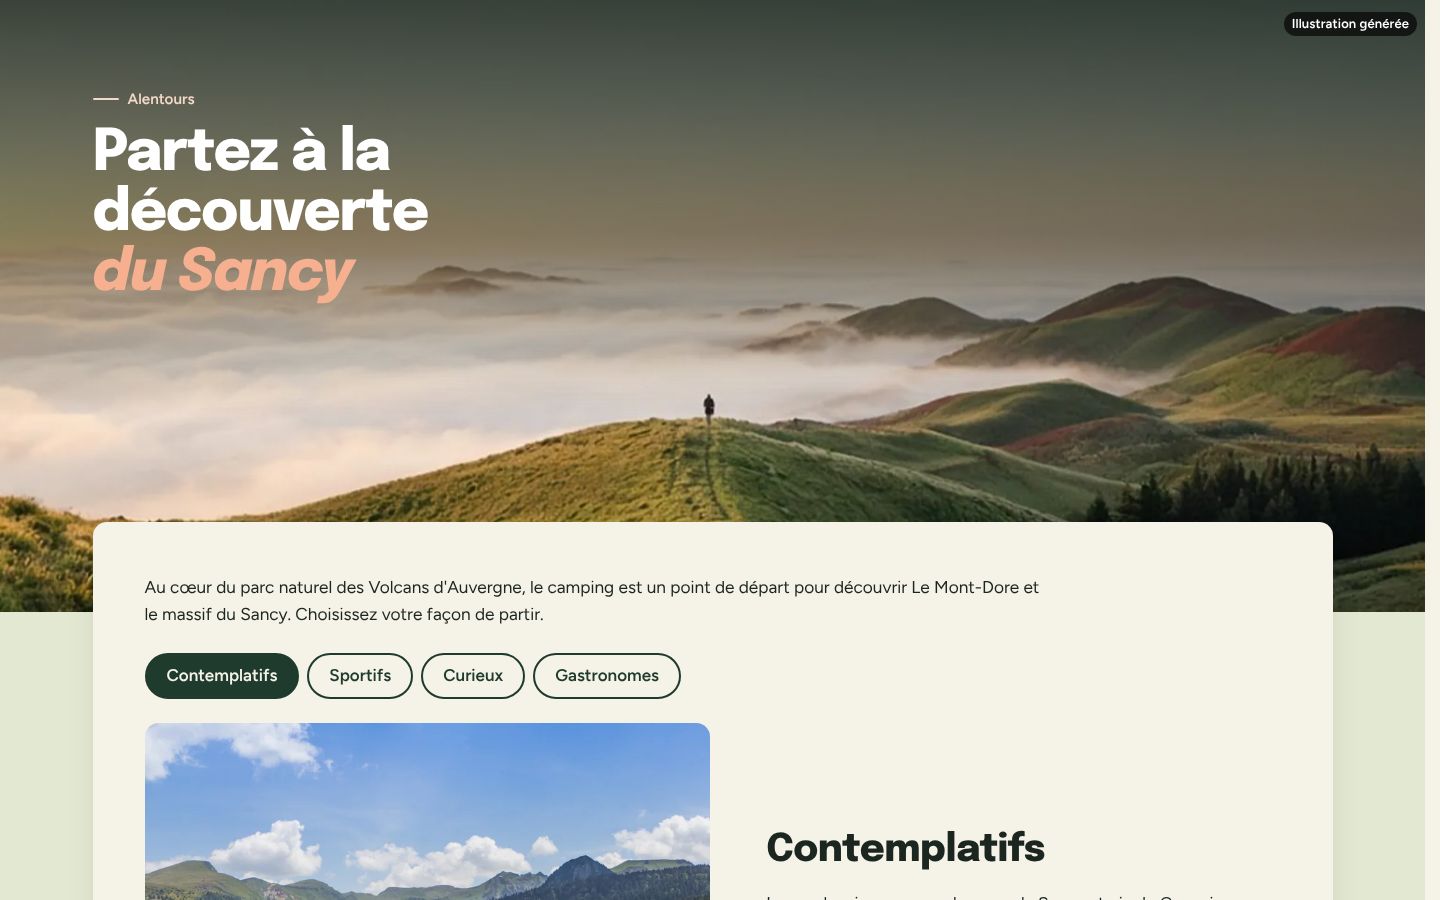 Illustration générée
Alentours
Partez à la
découverte
du Sancy
Au cœur du parc naturel des Volcans d'Auvergne, le camping est un point de départ pour découvrir Le Mont-Dore et
le massif du Sancy. Choisissez votre façon de partir.
Contemplatifs
Sportifs
Curieux
Gastronomes
Contemplatifs